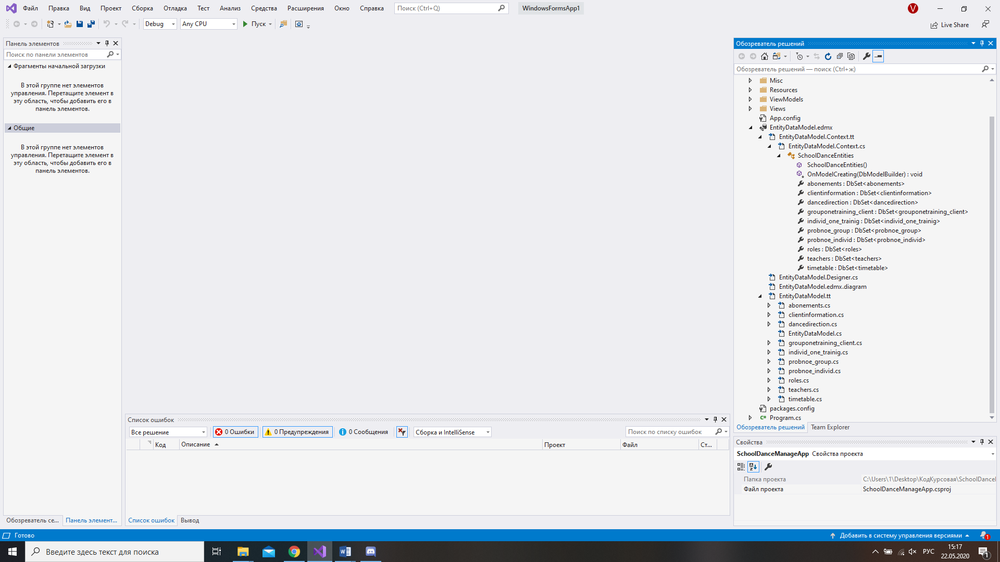 Файл Правка Вид Проект Сборка Отладка Тест Анализ Средства Расширения Окно Справка Поиск (Ctrl+Q) WindowsFormsApp1 V
Debug Any CPU Пуск Live Share
Панель элементов
Поиск по панели элементов
Фрагменты начальной загрузки
В этой группе нет элементов
управления. Перетащите элемент в
эту область, чтобы добавить его в
панель элементов.
Общие
В этой группе нет элементов
управления. Перетащите элемент в
эту область, чтобы добавить его в
панель элементов.
Обозреватель се... Панель элемент...
Список ошибок
Все решение 0 Ошибки 0 Предупреждения 0 Сообщения Сборка и IntelliSense Поиск по списку ошибок
Код Описание Проект Файл Ст...
Список ошибок Вывод
Обозреватель решений
Обозреватель решений — поиск (Ctrl+ж)
Misc
Resources
ViewModels
Views
App.config
EntityDataModel.edmx
EntityDataModel.Context.tt
EntityDataModel.Context.cs
SchoolDanceEntities
SchoolDanceEntities()
OnModelCreating(DbModelBuilder) : void
abonements : DbSet<abonements>
clientinformation : DbSet<clientinformation>
dancedirection : DbSet<dancedirection>
grouponetraining_client : DbSet<grouponetraining_client>
individ_one_trainig : DbSet<individ_one_trainig>
probnoe_group : DbSet<probnoe_group>
probnoe_individ : DbSet<probnoe_individ>
roles : DbSet<roles>
teachers : DbSet<teachers>
timetable : DbSet<timetable>
EntityDataModel.Designer.cs
EntityDataModel.edmx.diagram
EntityDataModel.tt
abonements.cs
clientinformation.cs
dancedirection.cs
EntityDataModel.cs
grouponetraining_client.cs
individ_one_trainig.cs
probnoe_group.cs
probnoe_individ.cs
roles.cs
teachers.cs
timetable.cs
packages.config
C# Program.cs
Обозреватель решений Team Explorer
Свойства
SchoolDanceManageApp Свойства проекта
Папка проекта C:\Users\1\Desktop\КодКурсовая\SchoolDance
Файл проекта SchoolDanceManageApp.csproj
Готово Добавить в систему управления версиями 1
Введите здесь текст для поиска РУС 15:17
22.05.2020 1